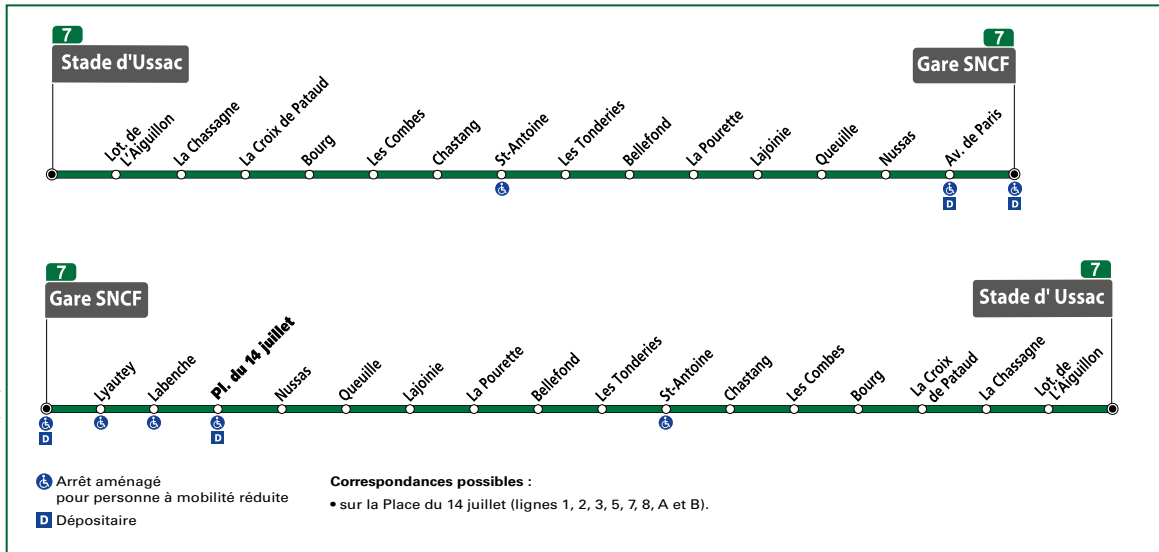 7
Stade d'Ussac
7
Gare SNCF
Lot. de
L'Aiguillon
La Chassagne
La Croix de Pataud
Bourg
Les Combes
Chastang
St-Antoine
Les Tonderies
Bellefond
La Pourette
Lajoinie
Queuille
Nussas
Av. de Paris
D
D
7
Gare SNCF
7
Stade d' Ussac
Lyautey
Labenche
Pl. du 14 juillet
Nussas
Queuille
Lajoinie
La Pourette
Bellefond
Les Tonderies
St-Antoine
Chastang
Les Combes
Bourg
La Croix
de Pataud
La Chassagne
Lot. de
L'Aiguillon
D
D
Arrêt aménagé
pour personne à mobilité réduite
D Dépositaire
Correspondances possibles :
• sur la Place du 14 juillet (lignes 1, 2, 3, 5, 7, 8, A et B).